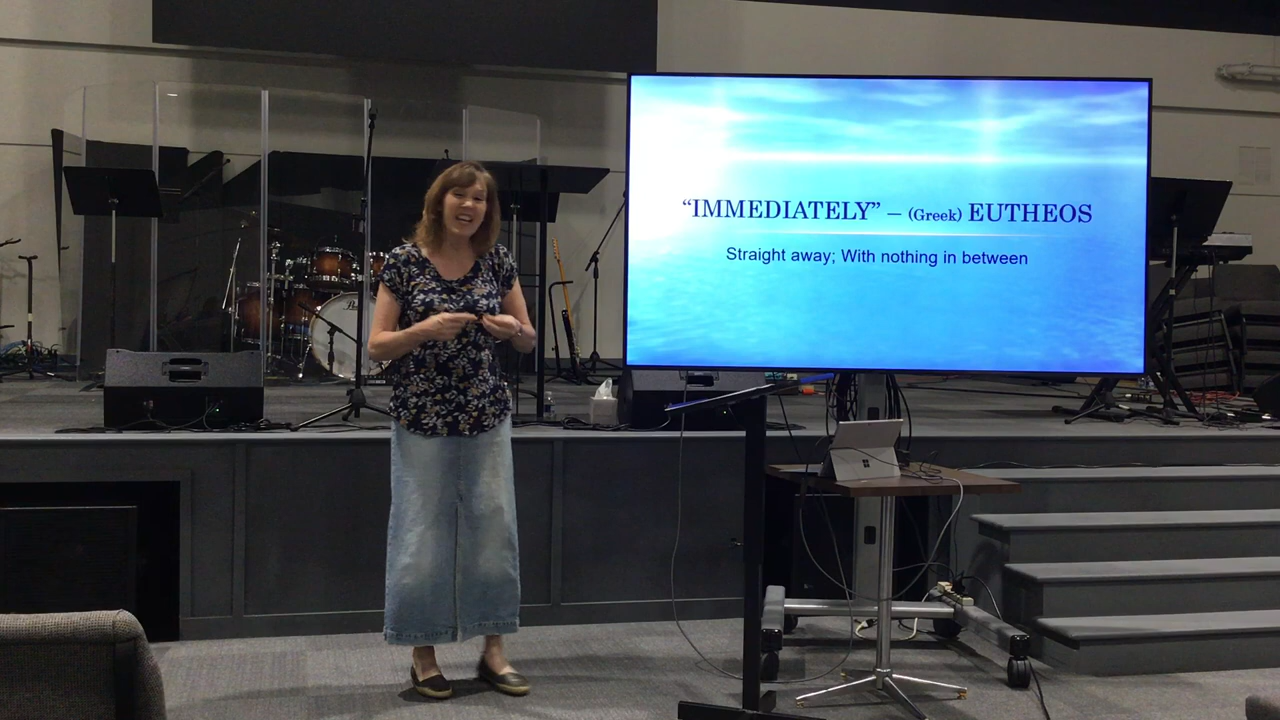 “IMMEDIATELY” – (Greek) EUTHEOS
Straight away; With nothing in between